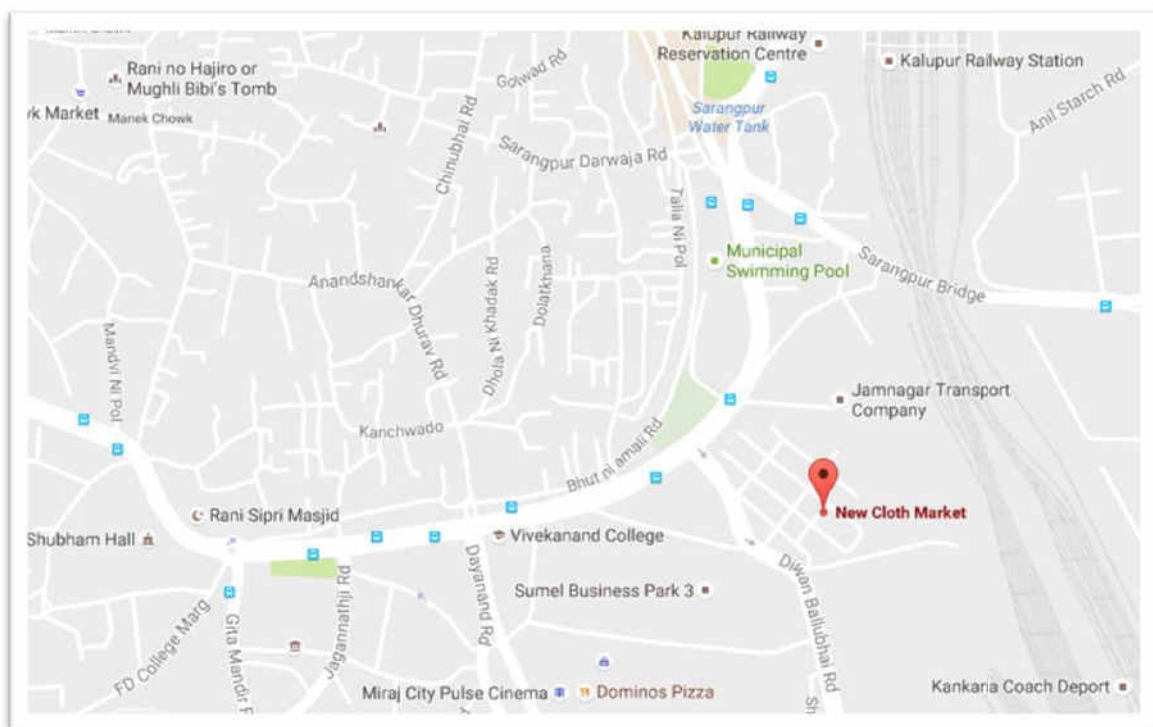 Kalupur Railway
Reservation Centre
Kalupur Railway Station
Rani no Hajiro or
Mughli Bibi's Tomb
Golwad Rd
Anil Starch Rd
Market
Manek Chowk
Chinubhai Rd
Sarangpur
Water Tank
Sarangpur Darwaja Rd
Talia Ni Pol
Municipal
Swimming Pool
Sarangpur Bridge
Anandshankar Dhurav Rd
Dhola Ni Khadak Rd
Dolatkhana
Mandvi Ni Pol
Jamnagar Transport
Company
Kanchwado
Bhut ni amali Rd
New Cloth Market
Rani Sipri Masjid
Shubham Hall
Vivekanand College
Dayanand Rd
Diwan Ballubhai Rd
Sumel Business Park 3
Jagannathji Rd
FD College Marg
Gita Mandir
Miraj City Pulse Cinema
Dominos Pizza
Kankaria Coach Deport